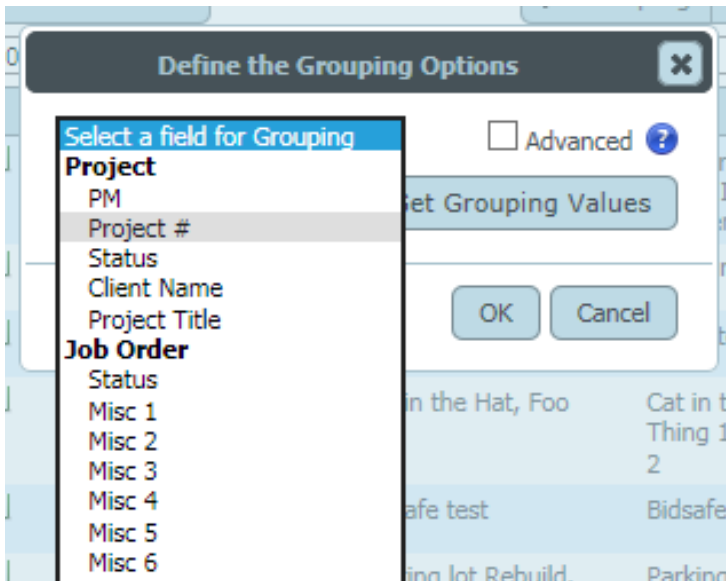 Define the Grouping Options
Select a field for Grouping
Advanced
Project
PM
Get Grouping Values
Project #
Status
Client Name
OK
Cancel
Project Title
Job Order
Status
Misc 1
in the Hat, Foo
Cat in t
Misc 2
Thing 1
Misc 3
2
Misc 4
afe test
Bidsafe
Misc 5
Misc 6
ing lot Rebuild
Parking